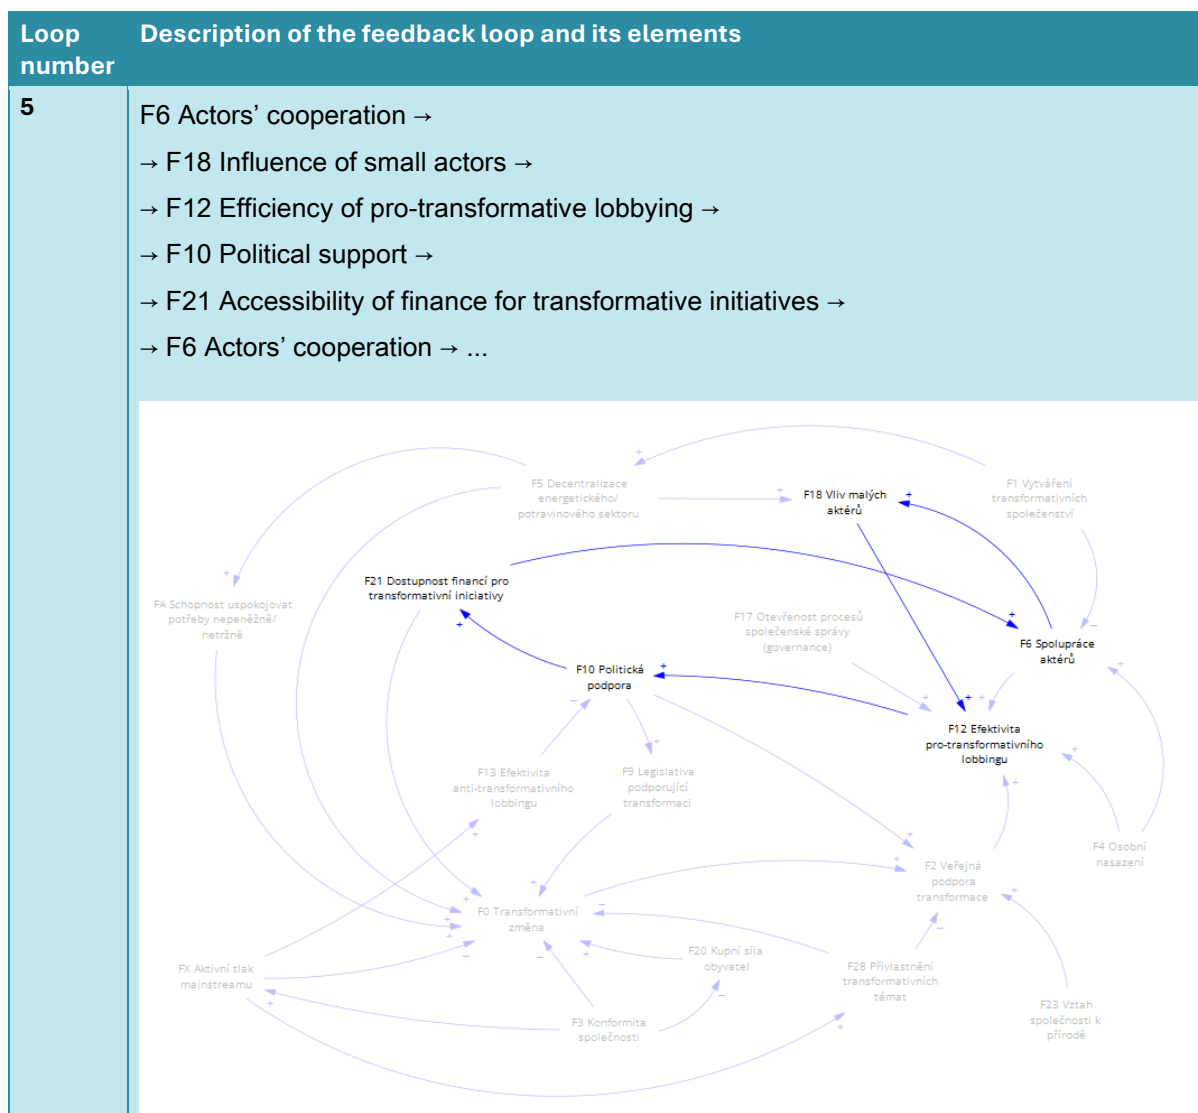 Loop number
Description of the feedback loop and its elements
5
F6 Actors’ cooperation →
→ F18 Influence of small actors →
→ F12 Efficiency of pro-transformative lobbying →
→ F10 Political support →
→ F21 Accessibility of finance for transformative initiatives →
→ F6 Actors’ cooperation → ...
F5 Decentralizace
energetického/
potravinového sektoru
F18 Vliv malých
aktérů
F1 Vytváření
transformativních
společenství
F21 Dostupnost financí pro
transformativní iniciativy
FA Schopnost uspokojovat
potřeby nepeněžně/
netržně
F17 Otevřenost procesů
společenské správy
(governance)
F6 Spolupráce
aktérů
F10 Politická
podpora
F12 Efektivita
pro-transformativního
lobbingu
F13 Efektivita
anti-transformativního
lobbingu
F9 Legislativa
podporující
transformaci
F4 Osobní
nasazení
F2 Veřejná
podpora
transformace
F0 Transformativní
změna
F20 Kupní síla
obyvatel
FX Aktivní tlak
mainstreamu
F28 Přivlastnění
transformativních
témat
F3 Konformita
společnosti
F23 Vztah
společnosti k
přírodě